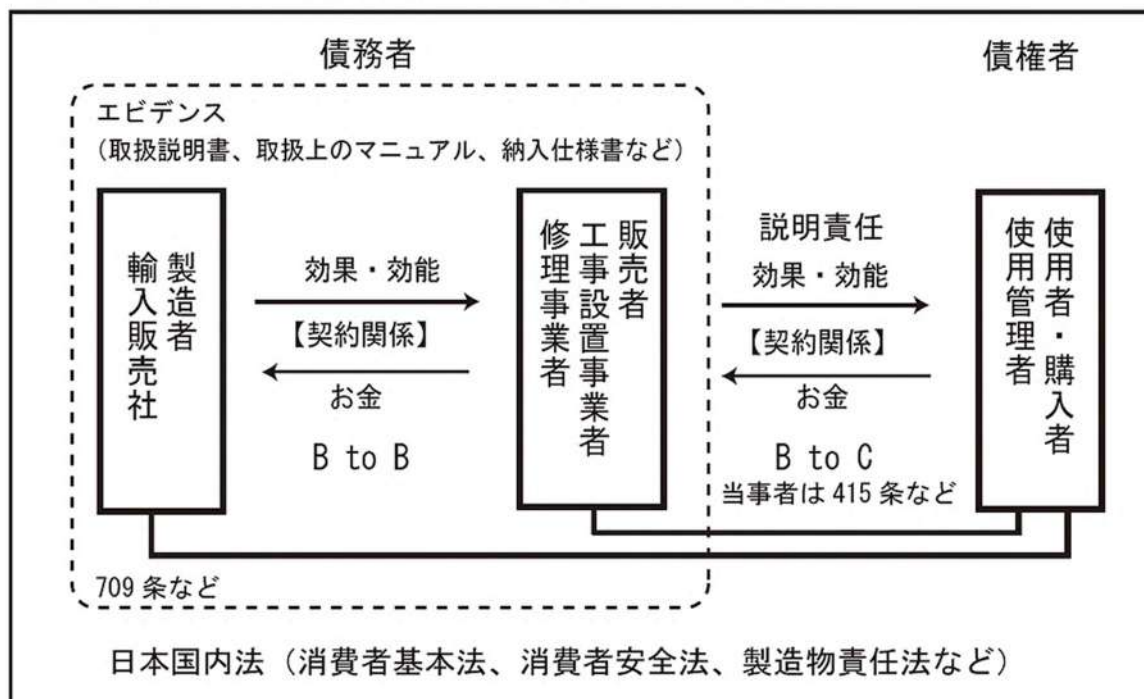 債務者
債権者
エビデンス
（取扱説明書、取扱上のマニュアル、納入仕様書など）
製造者
輸入販売社
効果・効能
【契約関係】
お金
B to B
販売者
工事設置事業者
修理事業者
説明責任
効果・効能
【契約関係】
お金
B to C
当事者は 415 条など
使用者・購入者
使用管理者
709 条など
日本国内法（消費者基本法、消費者安全法、製造物責任法など）